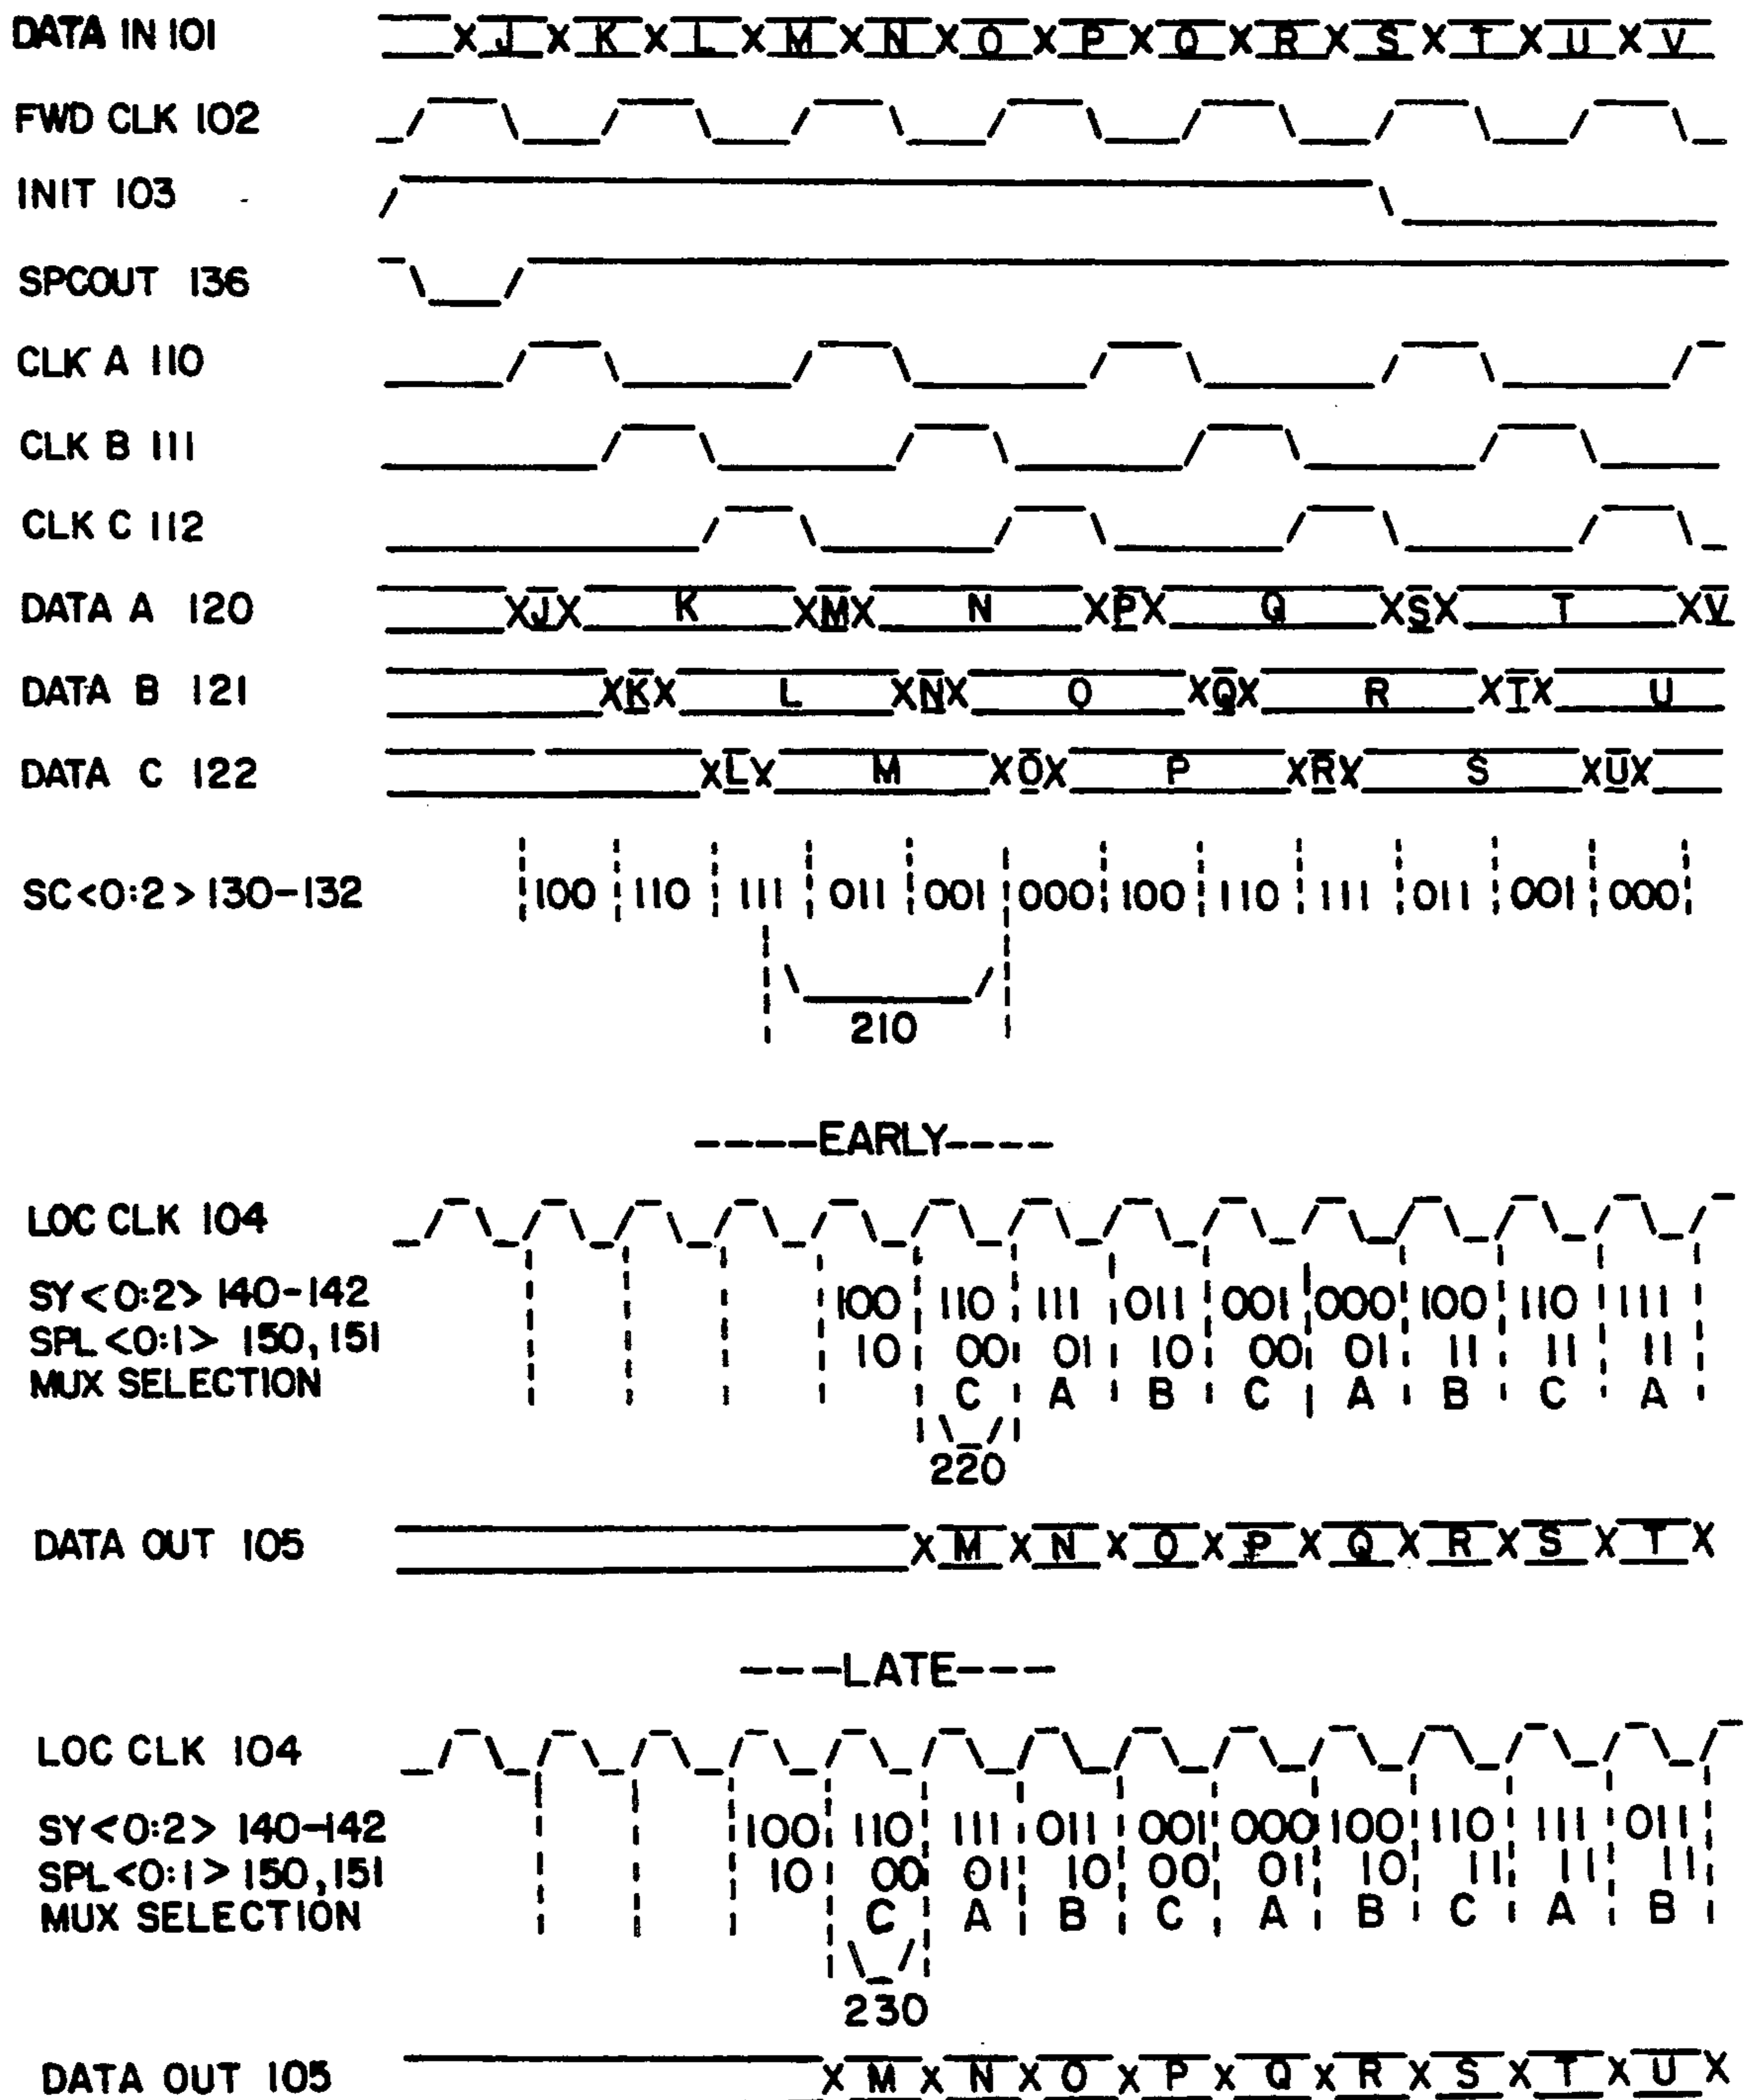 DATA IN 101 X J X K X L X M X N X O X P X Q X R X S X T X U X V
FWD CLK 102
INIT 103
SPCOUT 136
CLK A 110
CLK B 111
CLK C 112
DATA A 120 X J X K X M X N X P X Q X S X T X V
DATA B 121 X K X L X N X O X Q X R X T X U
DATA C 122 X L X M X O X P X R X S X U X
SC<0:2> 130-132 100 110 111 011 001 000 100 110 111 011 001 000
210
----EARLY----
LOC CLK 104
SY<0:2> 140-142 100 110 111 011 001 000 100 110 111
SPL<0:1> 150, 151 10 00 01 10 00 01 11 11 11
MUX SELECTION C A B C A B C A
220
DATA OUT 105 X M X N X O X P X Q X R X S X T X
---LATE---
LOC CLK 104
SY<0:2> 140-142 100 110 111 011 001 000 100 110 111 011
SPL<0:1> 150, 151 10 00 01 10 00 01 10 11 11 11
MUX SELECTION C A B C A B C A B
230
DATA OUT 105 X M X N X O X P X Q X R X S X T X U X